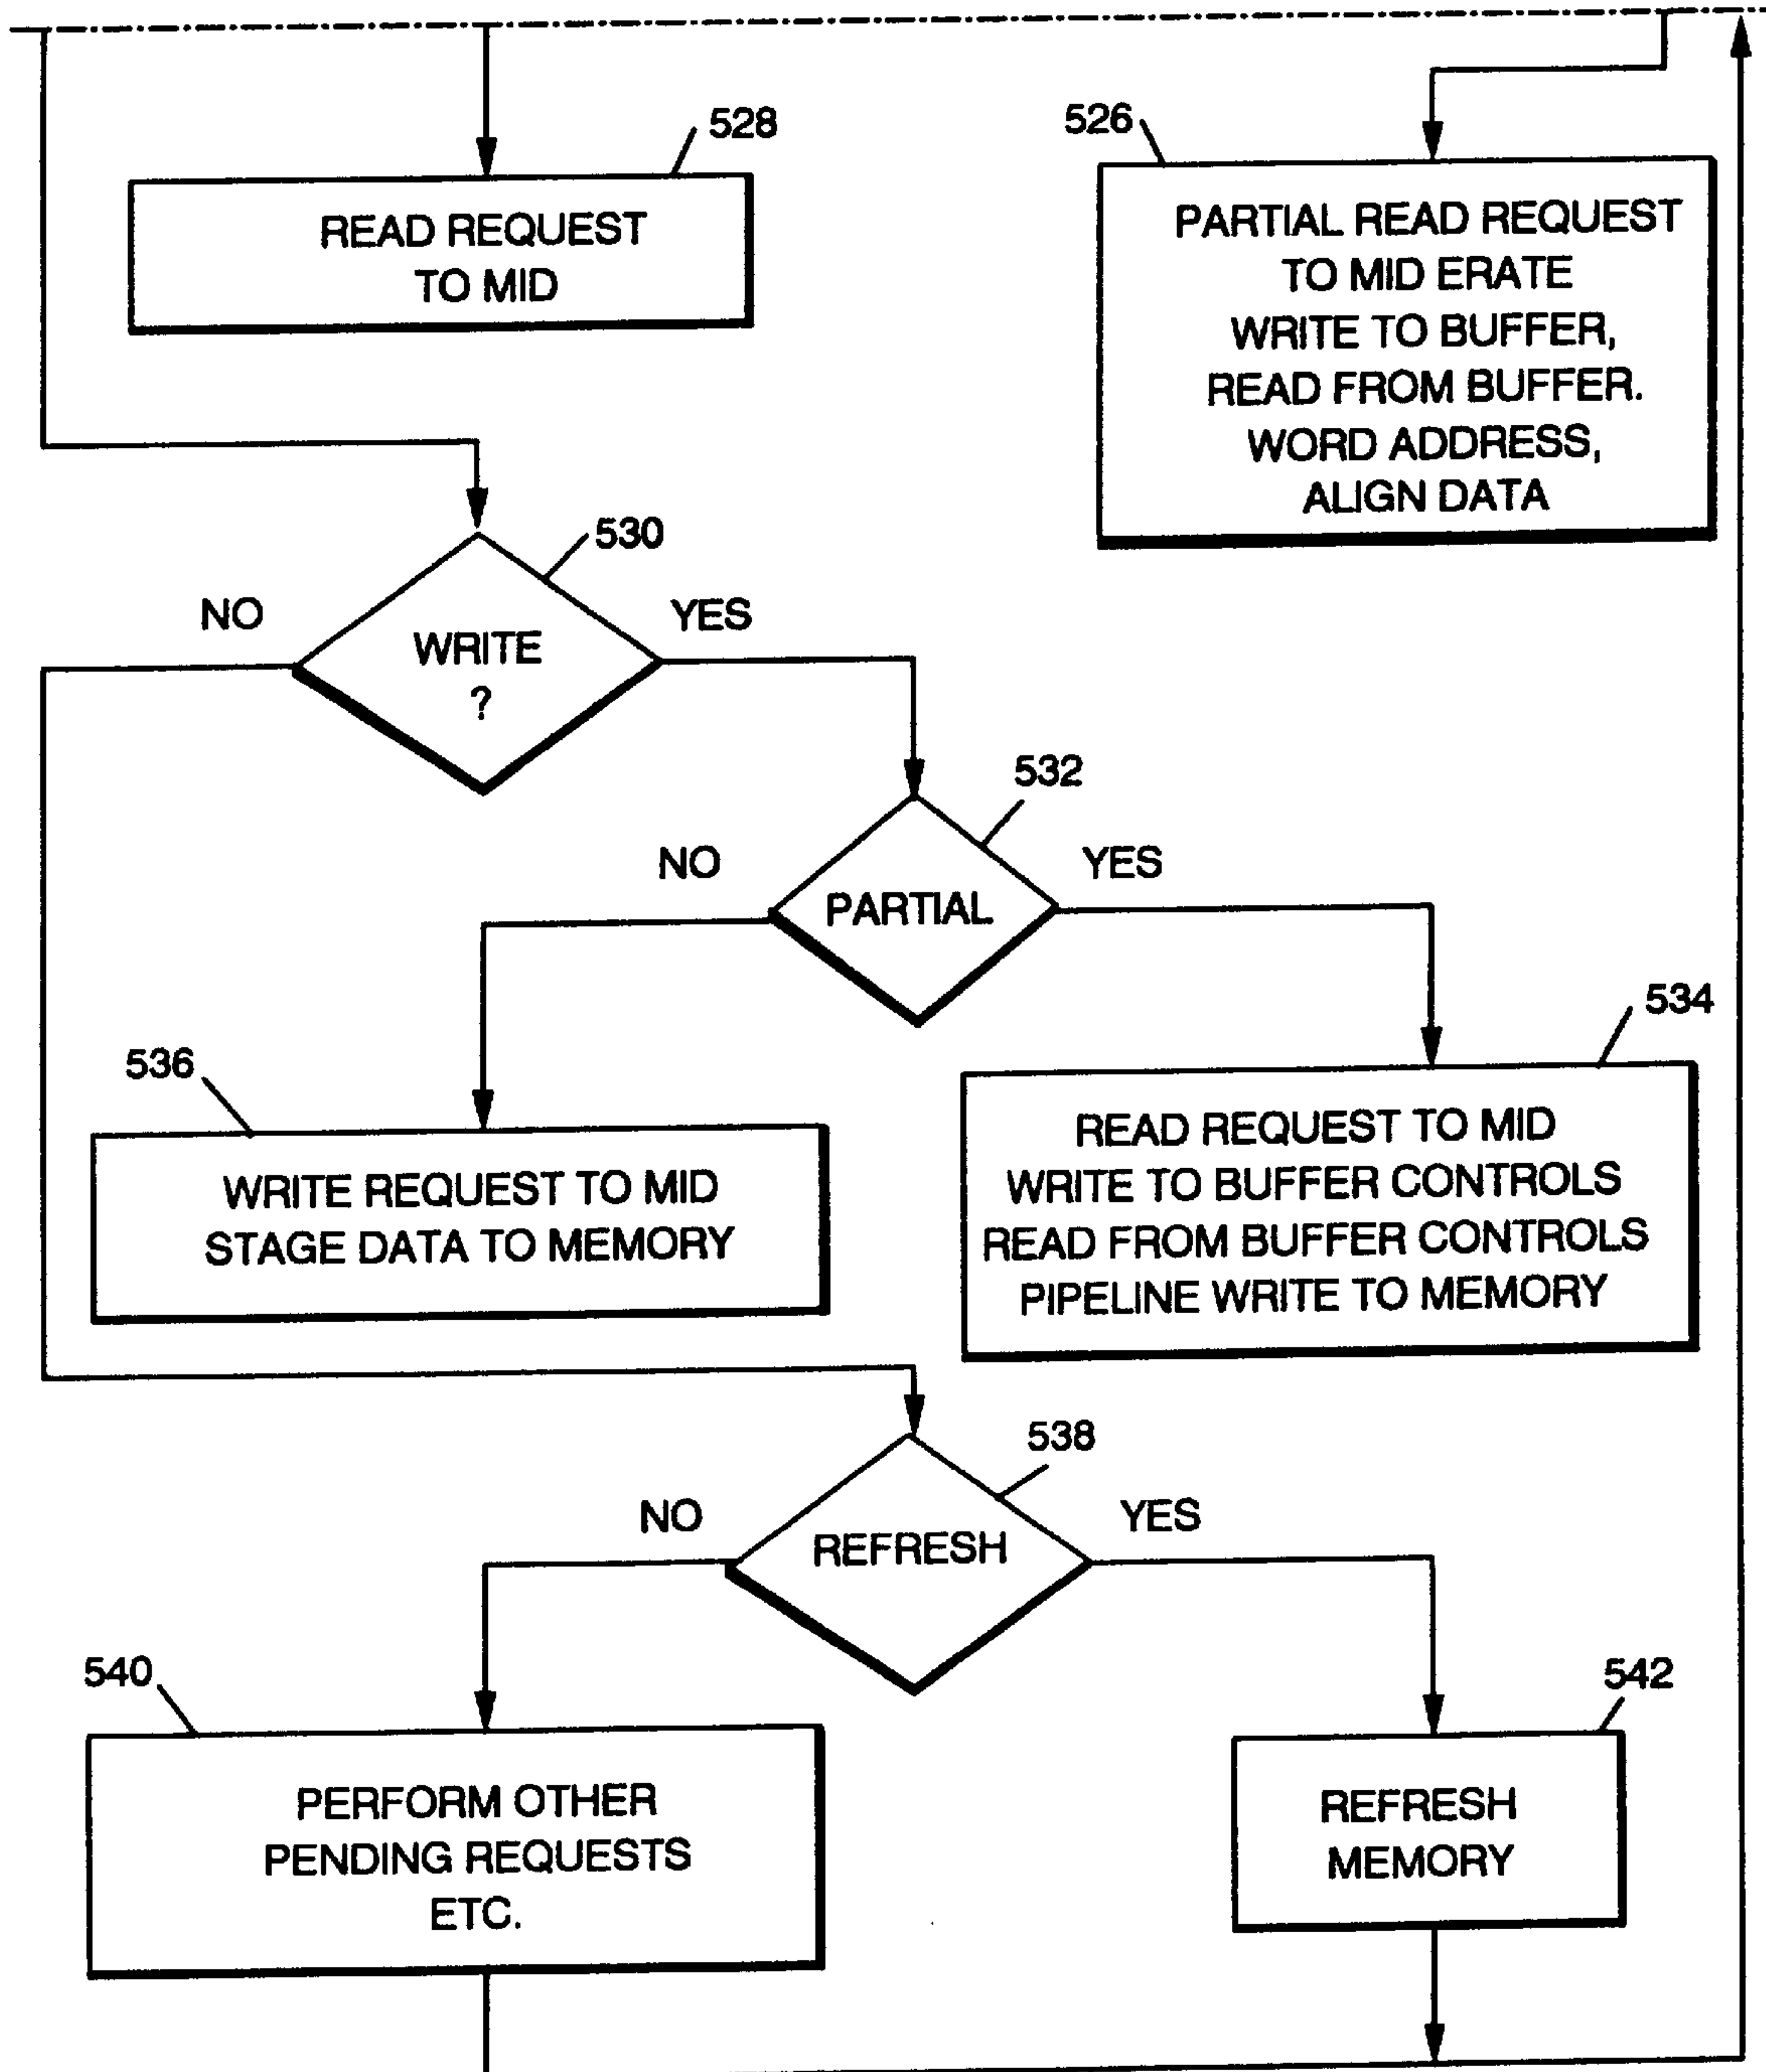 528
READ REQUEST
TO MID
526
PARTIAL READ REQUEST
TO MID ERATE
WRITE TO BUFFER,
READ FROM BUFFER.
WORD ADDRESS,
ALIGN DATA
530
NO
YES
WRITE
?
532
NO
YES
PARTIAL
536
WRITE REQUEST TO MID
STAGE DATA TO MEMORY
534
READ REQUEST TO MID
WRITE TO BUFFER CONTROLS
READ FROM BUFFER CONTROLS
PIPELINE WRITE TO MEMORY
538
NO
YES
REFRESH
540
PERFORM OTHER
PENDING REQUESTS
ETC.
542
REFRESH
MEMORY